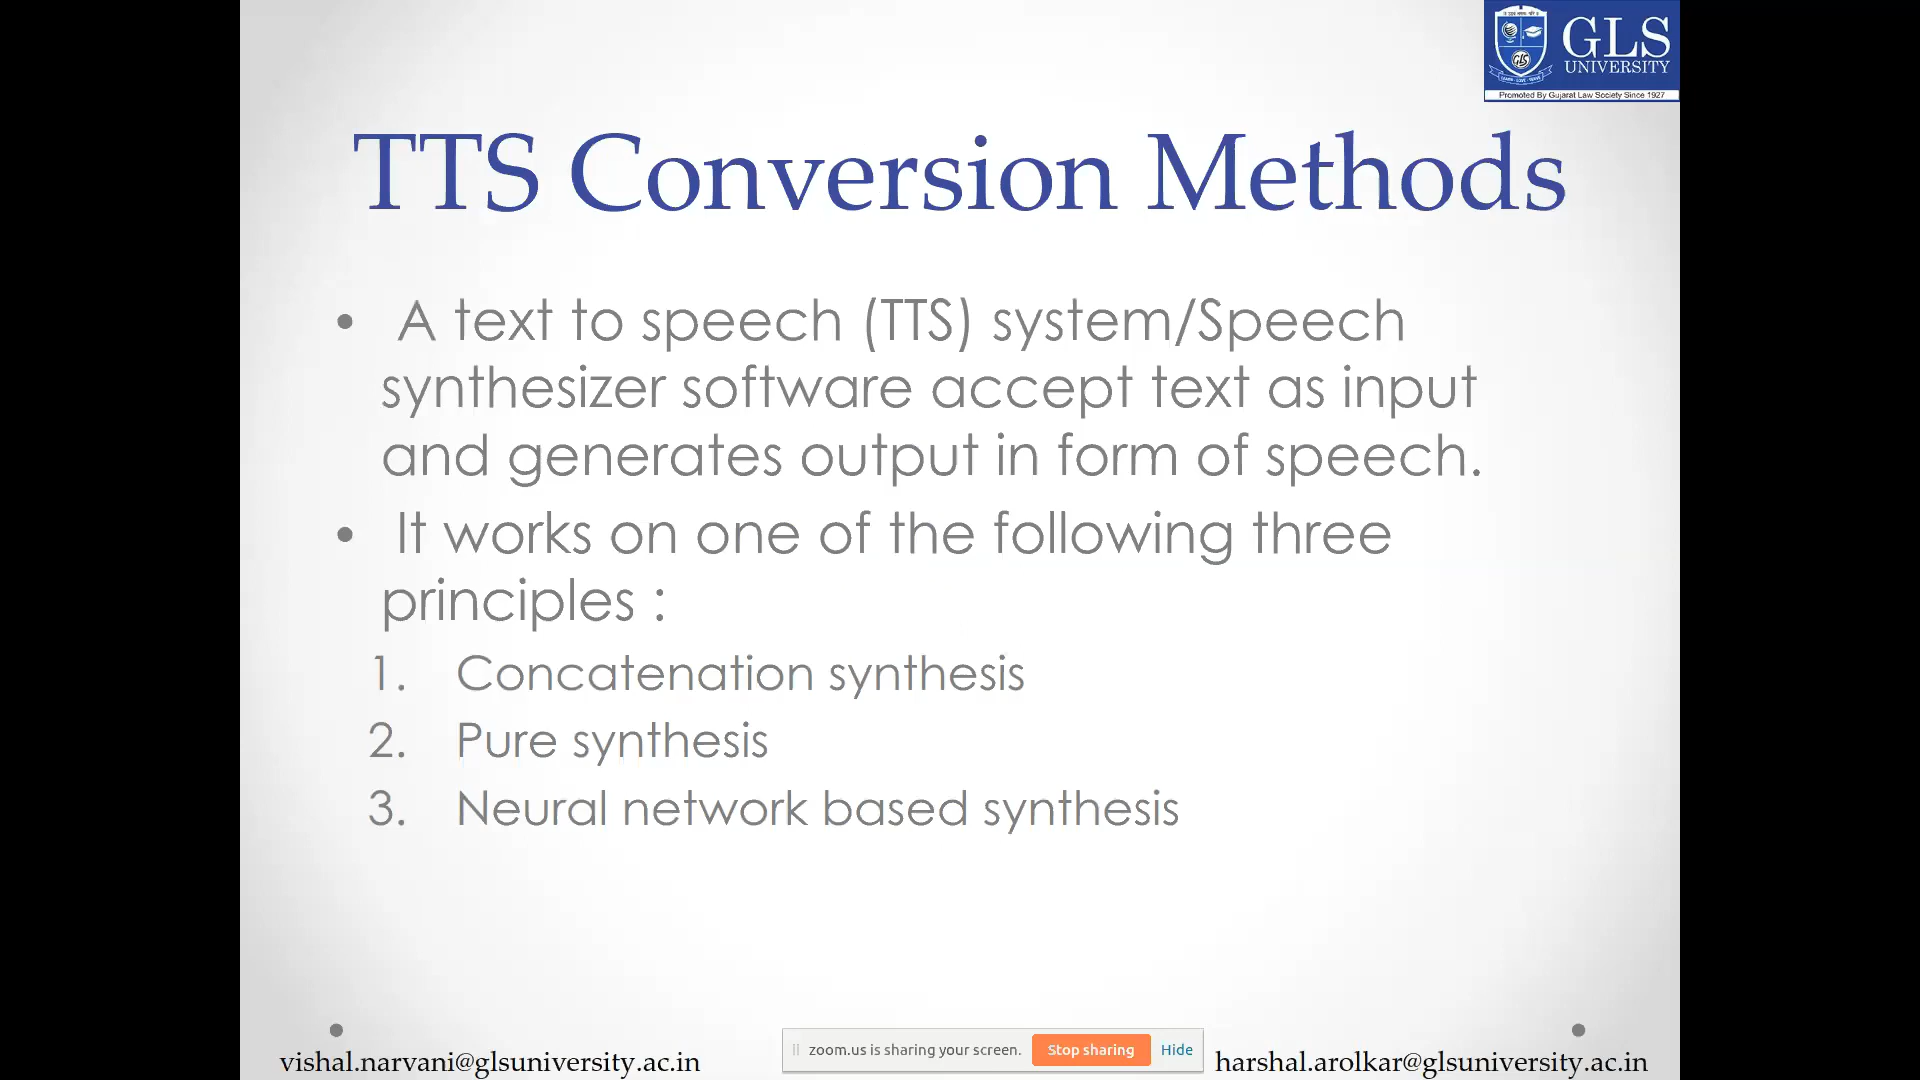 GLS
UNIVERSITY
Promoted By Gujarat Law Society Since 1927
TTS Conversion Methods
• A text to speech (TTS) system/Speech
synthesizer software accept text as input
and generates output in form of speech.
• It works on one of the following three
principles :
1. Concatenation synthesis
2. Pure synthesis
3. Neural network based synthesis
zoom.us is sharing your screen. Stop sharing Hide
vishal.narvani@glsuniversity.ac.in harshal.arolkar@glsuniversity.ac.in